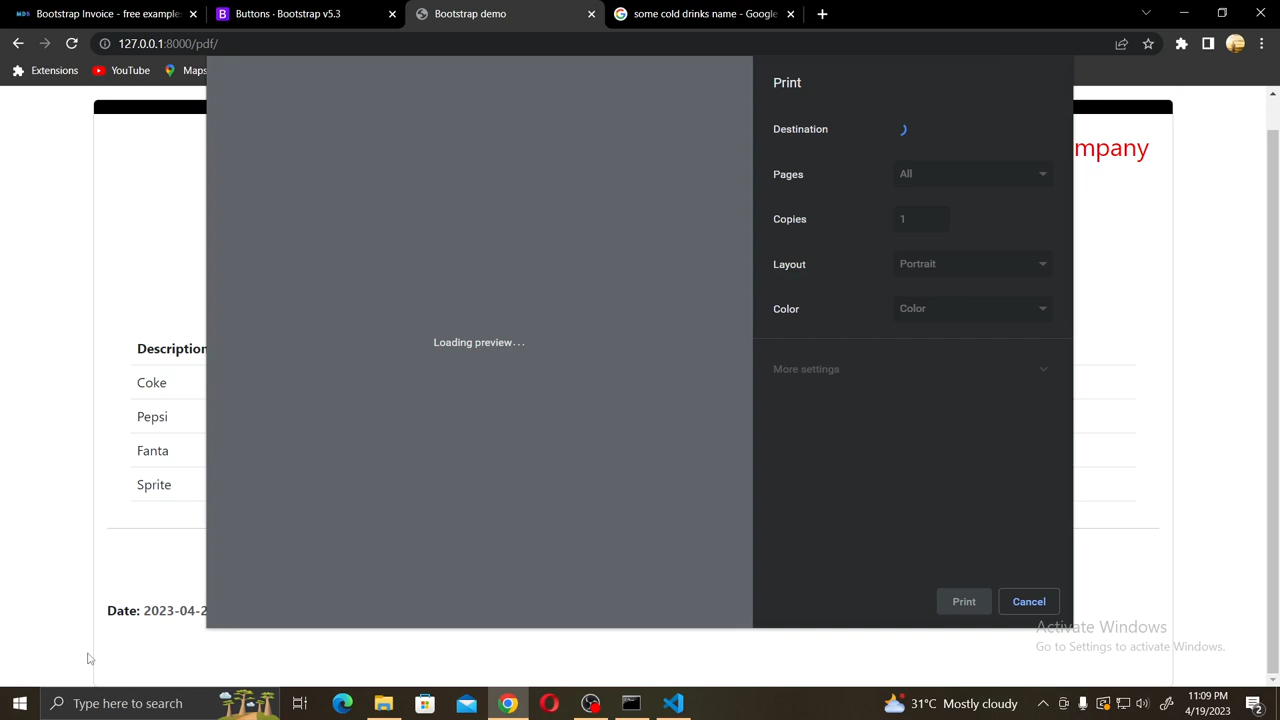 Bootstrap Invoice - free example
Buttons · Bootstrap v5.3
Bootstrap demo
some cold drinks name - Google
127.0.0.1:8000/pdf/
Extensions
YouTube
Maps
Print
Destination
mpany
Pages
All
Copies
1
Layout
Portrait
Color
Color
Loading preview...
Description
More settings
Coke
Pepsi
Fanta
Sprite
Print
Cancel
Date: 2023-04-2
Activate Windows
Go to Settings to activate Windows.
Type here to search
31°C Mostly cloudy
11:09 PM
4/19/2023
2